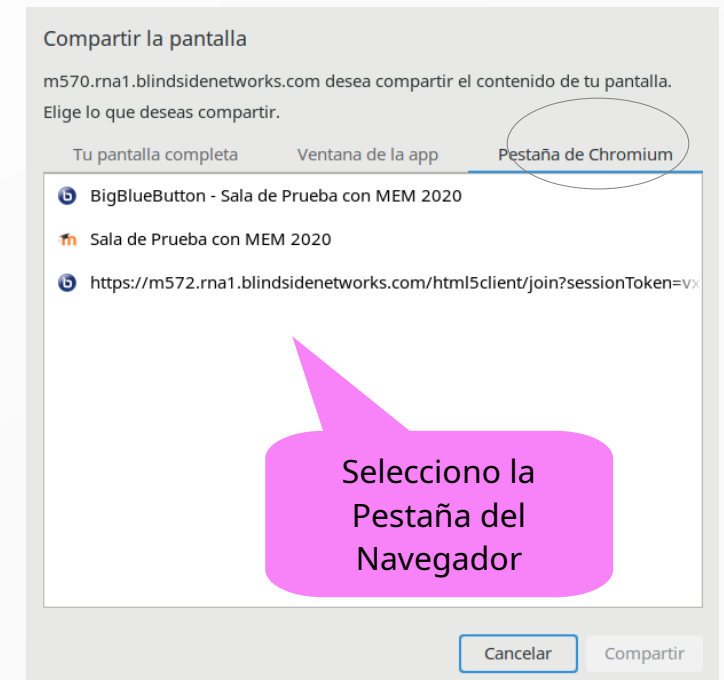 Compartir la pantalla
m570.rna1.blindsidenetworks.com desea compartir el contenido de tu pantalla.
Elige lo que deseas compartir.
Tu pantalla completa Ventana de la app Pestaña de Chromium
BigBlueButton - Sala de Prueba con MEM 2020
Sala de Prueba con MEM 2020
https://m572.rna1.blindsidenetworks.com/html5client/join?sessionToken=vx
Selecciono la
Pestaña del
Navegador
Cancelar Compartir